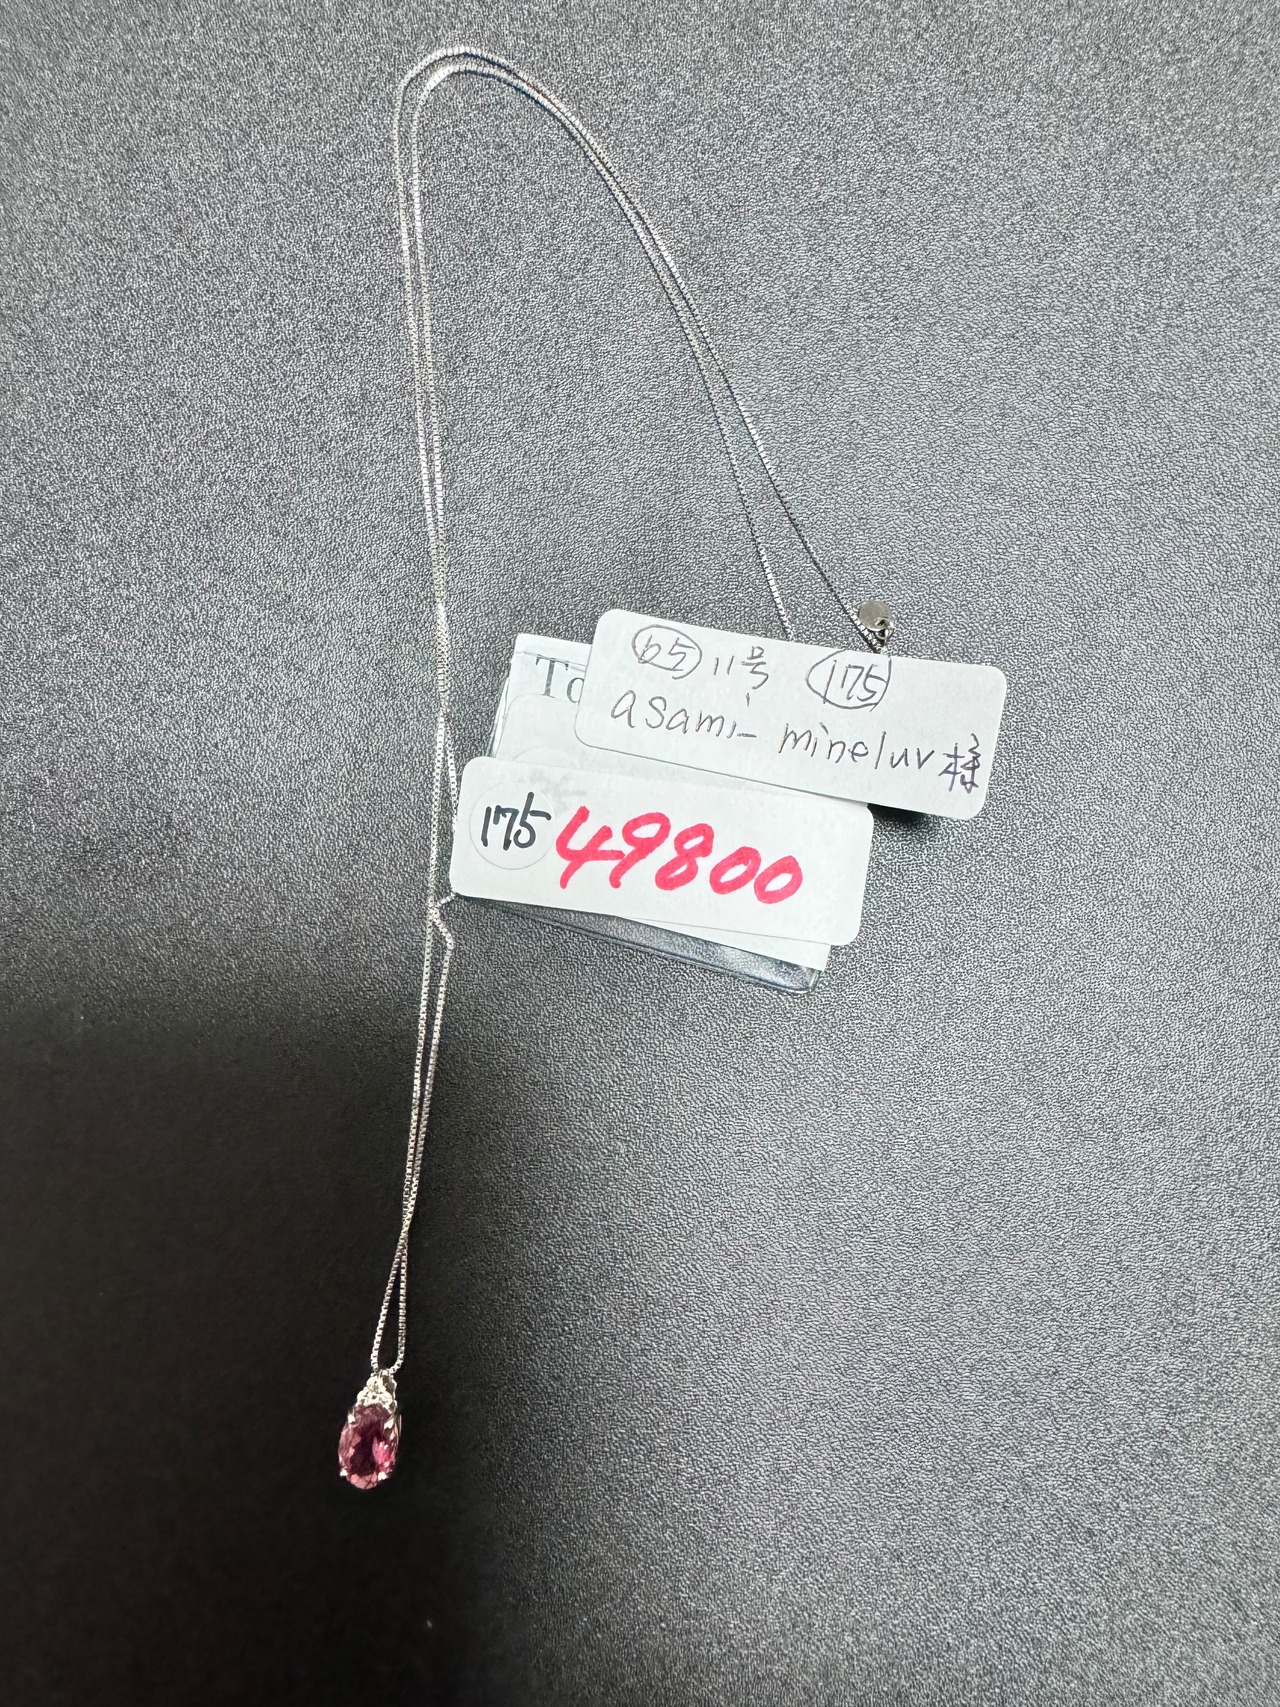 65 11号 175
asami_mineluv様
To
175 49800